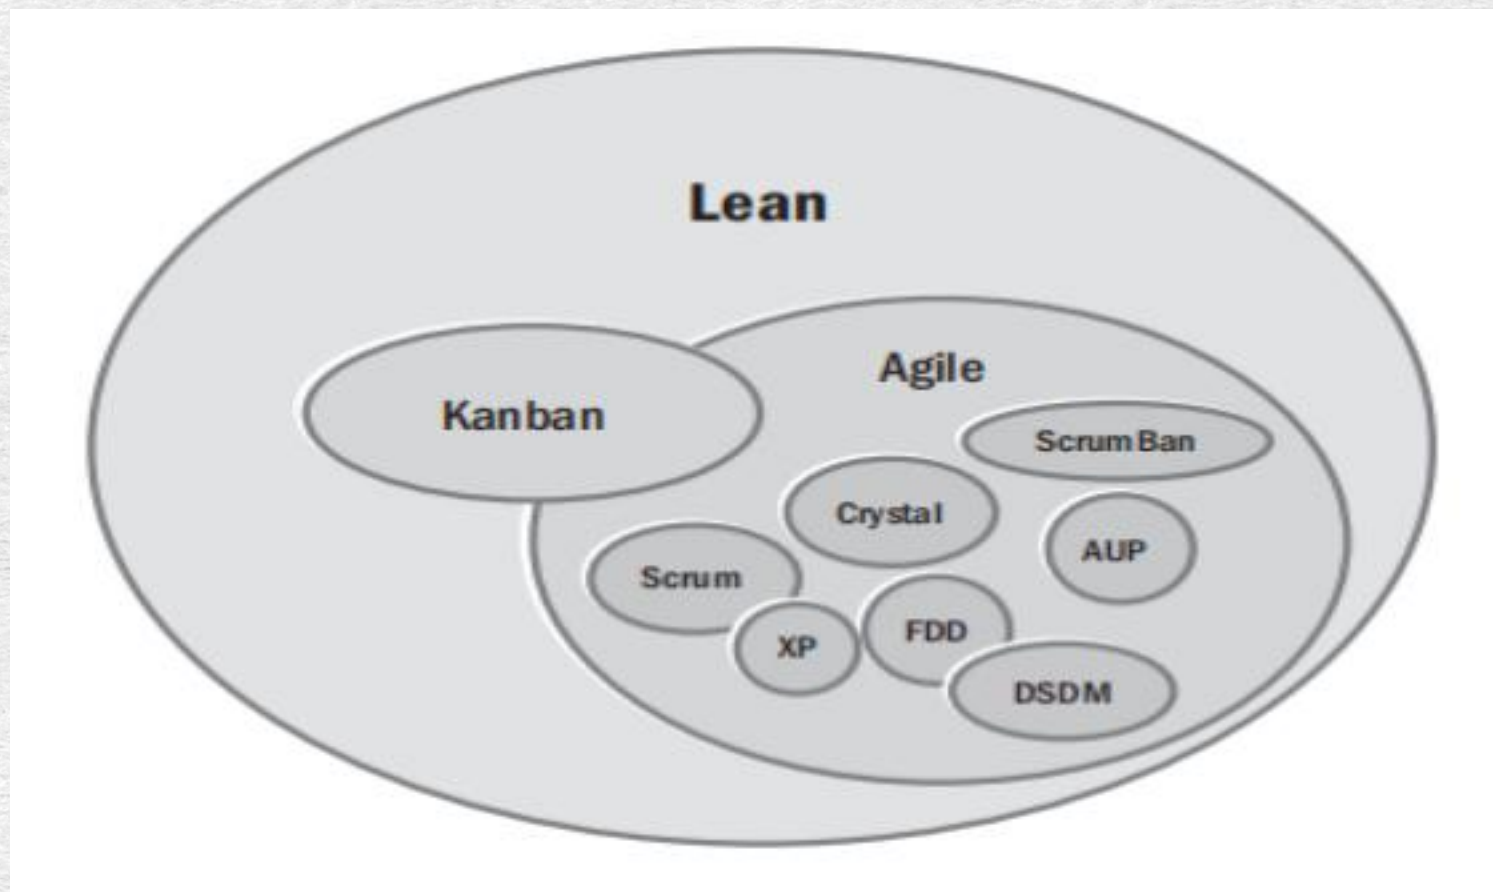 Lean
Agile
Kanban
ScrumBan
Crystal
AUP
Scrum
FDD
XP
DSDM